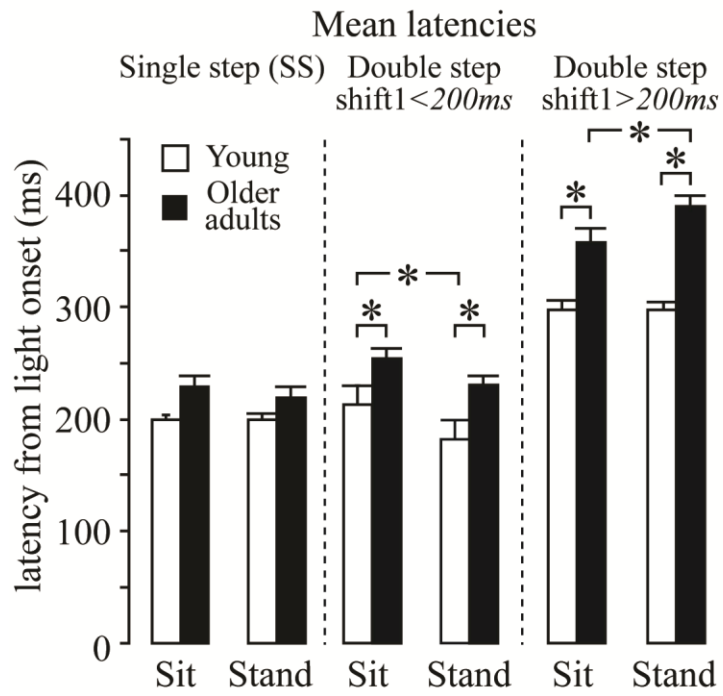 Mean latencies
Single step (SS)
Double step
shift1<200ms
Double step
shift1>200ms
latency from light onset (ms)
400
300
200
100
0
Young
Older
adults
*
*
*
*
*
*
Sit
Stand
Sit
Stand
Sit
Stand